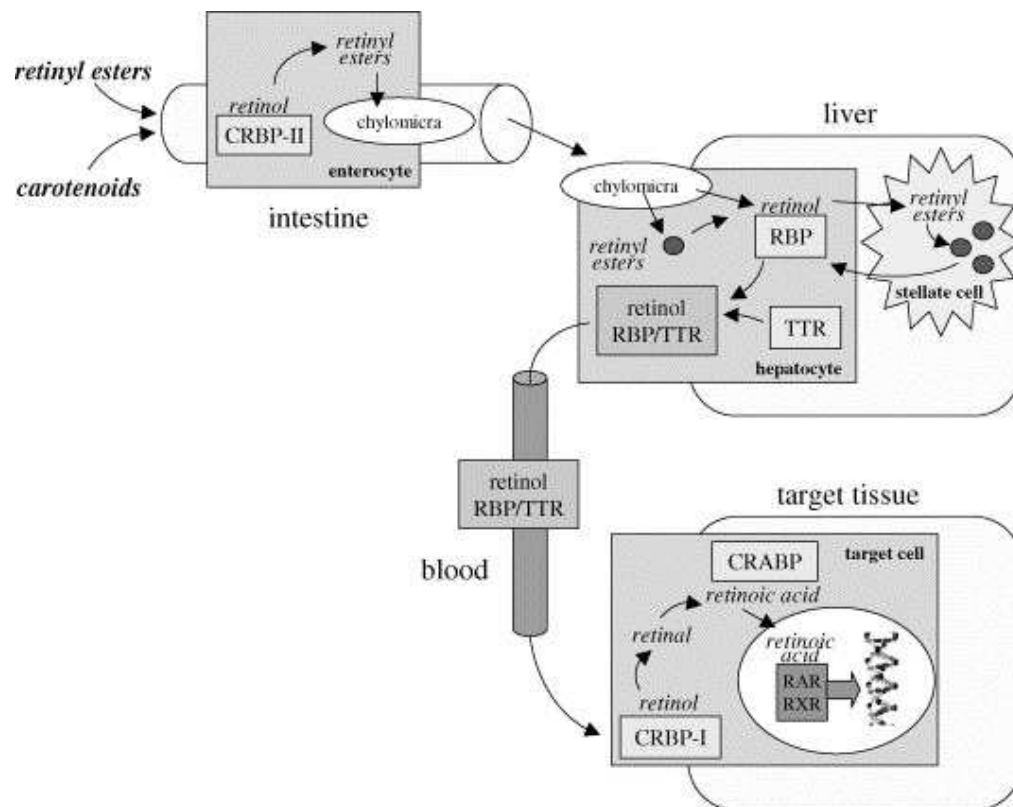 retinyl esters
carotenoids
retinyl
esters
retinol
CRBP-II
chylomicra
enterocyte
intestine
liver
chylomicra
retinol
RBP
retinyl
esters
retinyl
esters
stellate cell
retinol
RBP/TTR
TTR
hepatocyte
retinol
RBP/TTR
blood
target tissue
target cell
CRABP
retinoic acid
retinal
retinol
CRBP-I
retinoic
acid
RAR
RXR